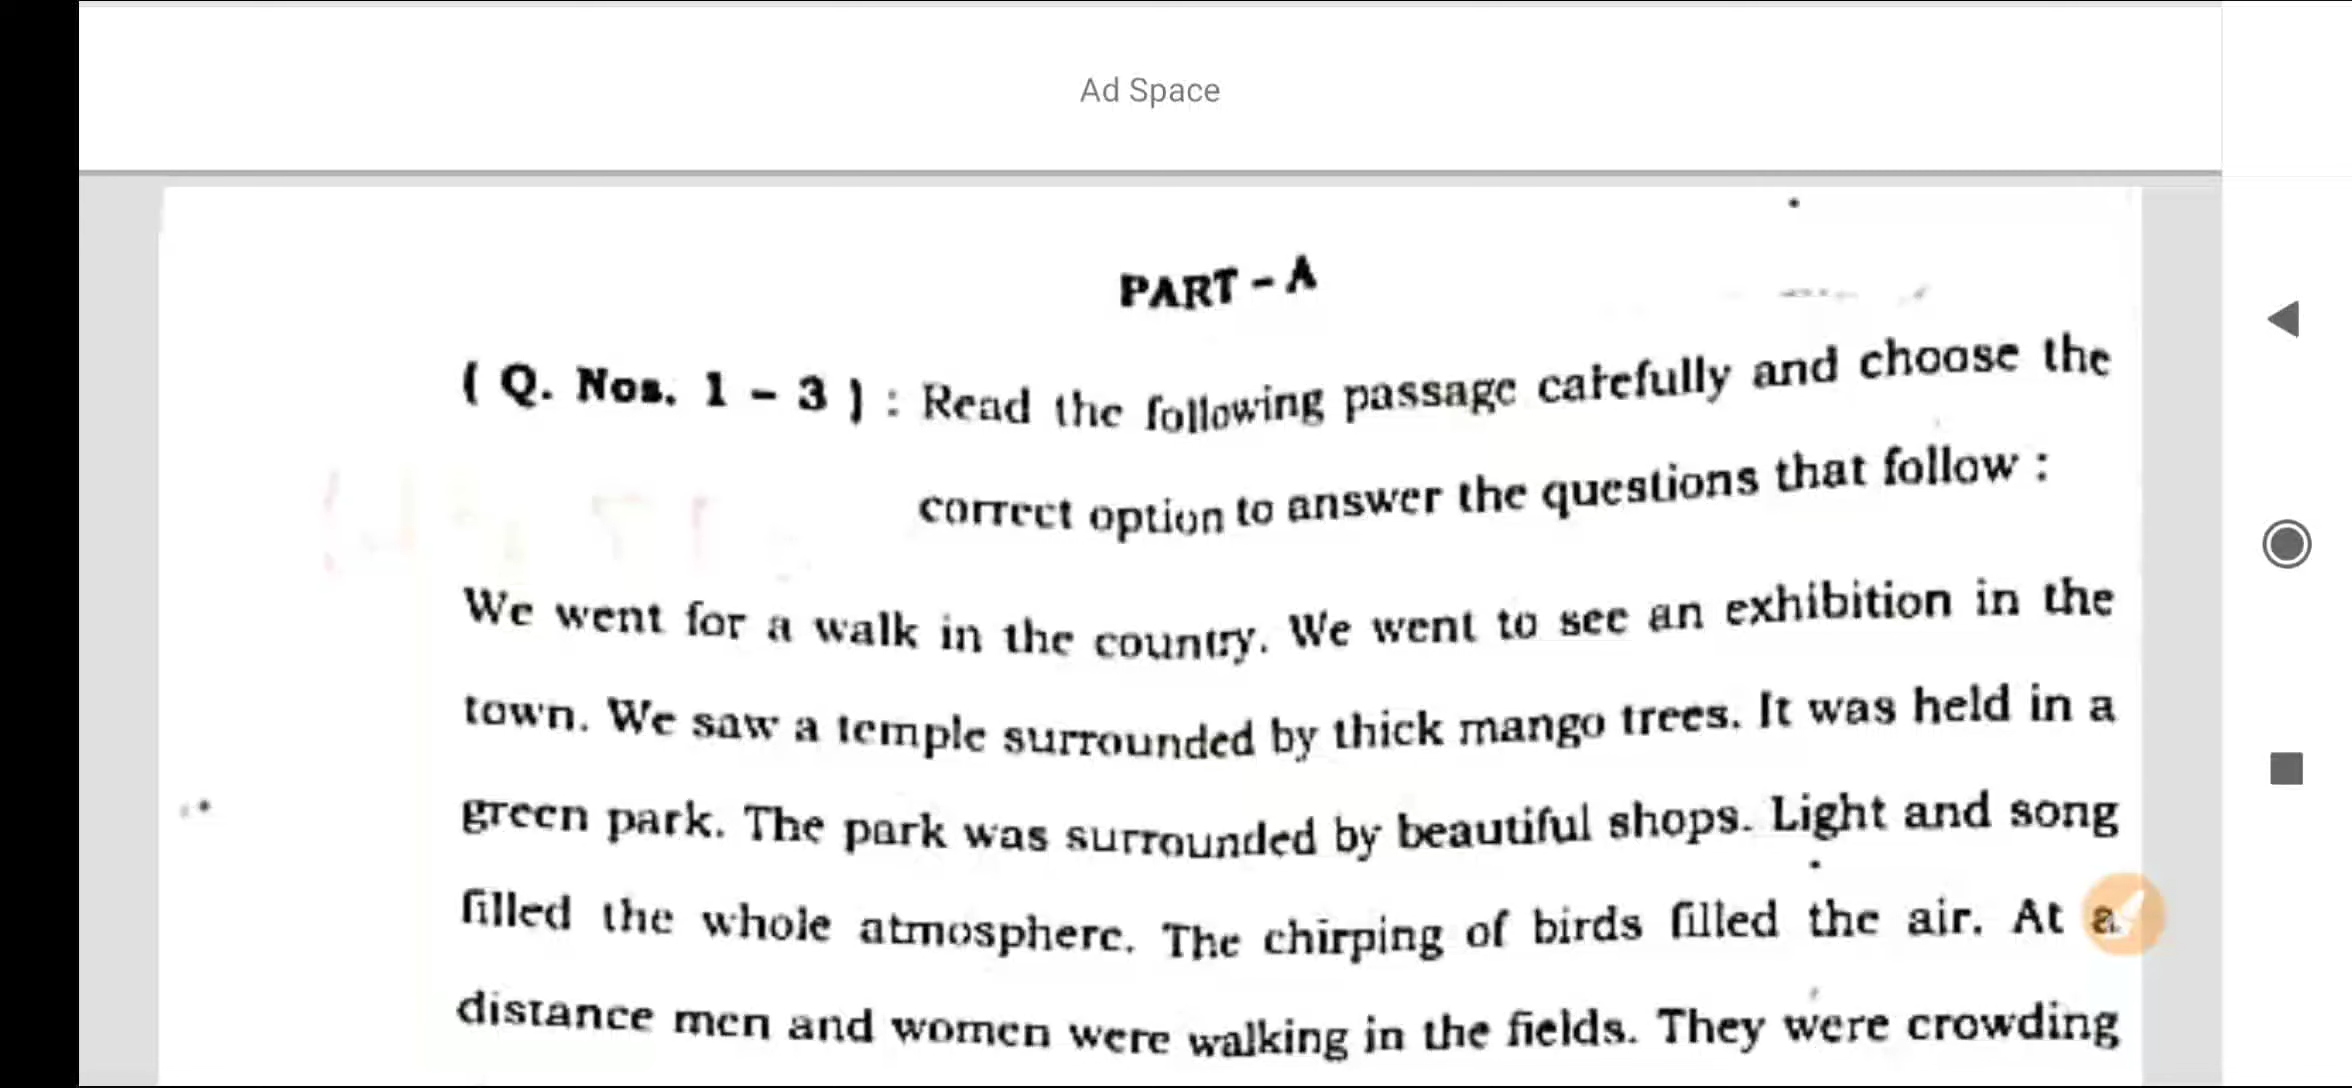 Ad Space
PART - A
( Q. Nos. 1 - 3 ) : Read the following passage carefully and choose the
correct option to answer the questions that follow :
We went for a walk in the country. We went to see an exhibition in the
town. We saw a temple surrounded by thick mango trees. It was held in a
green park. The park was surrounded by beautiful shops. Light and song
filled the whole atmosphere. The chirping of birds filled the air. At a
distance men and women were walking in the fields. They were crowding